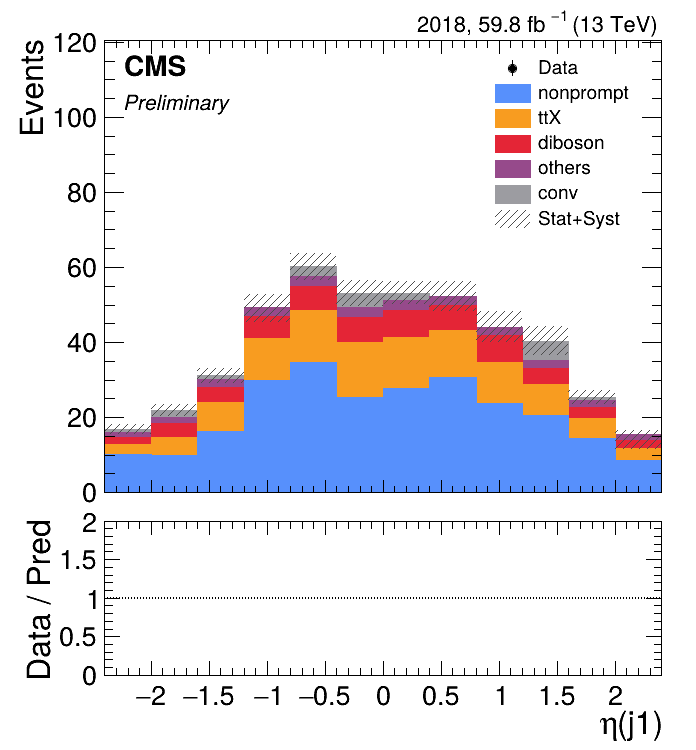 2018, 59.8 fb⁻¹ (13 TeV)
CMS
Preliminary
Events
120
100
80
60
40
20
0
Data
nonprompt
ttX
diboson
others
conv
Stat+Syst
Data / Pred
2
1.5
1
0.5
0
−2 −1.5 −1 −0.5 0 0.5 1 1.5 2
η(j1)